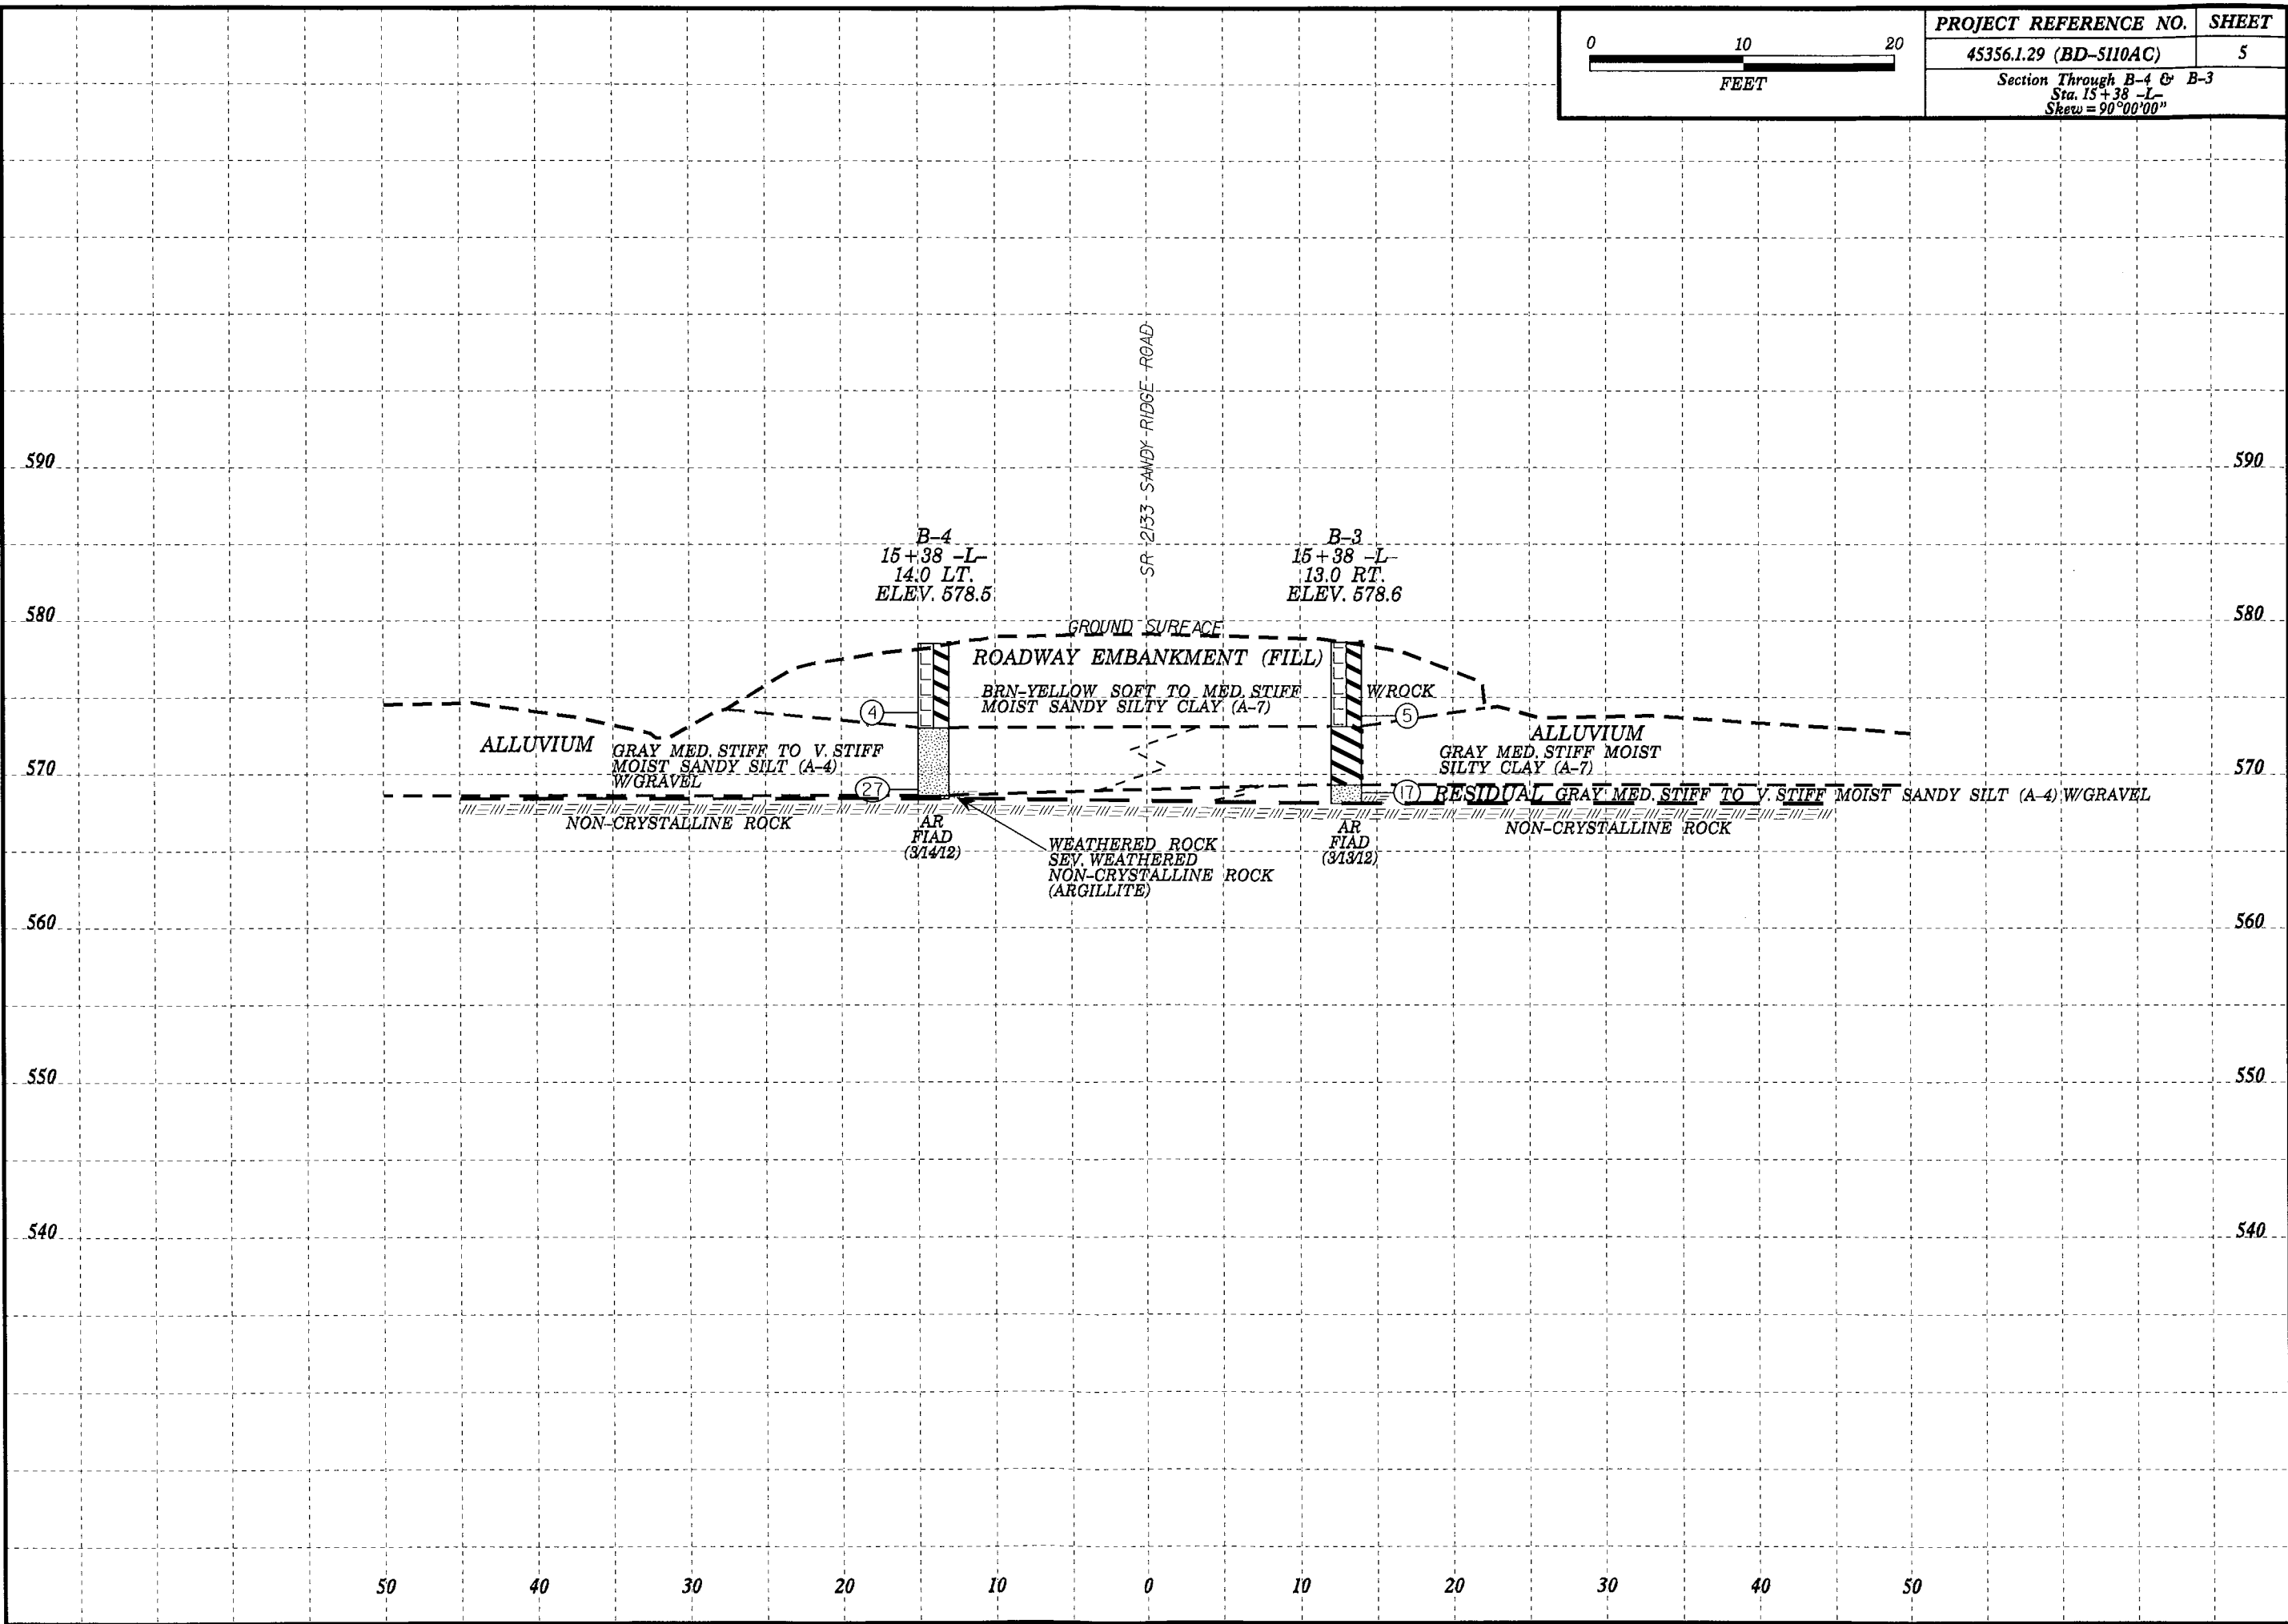 0 10 20
FEET
PROJECT REFERENCE NO. SHEET
45356.1.29 (BD-5110AC) 5
Section Through B-4 & B-3
Sta. 15+38 -L-
Skew = 90°00'00"
SR 2133 SANDY RIDGE ROAD
590 590
B-4
15+38 -L-
14.0 LT.
ELEV. 578.5
B-3
15+38 -L-
13.0 RT.
ELEV. 578.6
580 580
GROUND SURFACE
ROADWAY EMBANKMENT (FILL)
BRN-YELLOW SOFT TO MED. STIFF W/ROCK
MOIST SANDY SILTY CLAY (A-7)
4
5
ALLUVIUM
GRAY MED. STIFF TO V. STIFF
MOIST SANDY SILT (A-4)
W/GRAVEL
ALLUVIUM
GRAY MED. STIFF MOIST
SILTY CLAY (A-7)
570 570
27
17
RESIDUAL GRAY MED. STIFF TO V. STIFF MOIST SANDY SILT (A-4) W/GRAVEL
NON-CRYSTALLINE ROCK
NON-CRYSTALLINE ROCK
AR
FIAD
(3/14/12)
AR
FIAD
(3/13/12)
WEATHERED ROCK
SEV. WEATHERED
NON-CRYSTALLINE ROCK
(ARGILLITE)
560 560
550 550
540 540
50 40 30 20 10 0 10 20 30 40 50